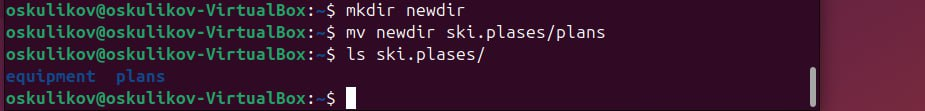 oskulikov@oskulikov-VirtualBox:~$ mkdir newdir
oskulikov@oskulikov-VirtualBox:~$ mv newdir ski.plases/plans
oskulikov@oskulikov-VirtualBox:~$ ls ski.plases/
equipment  plans
oskulikov@oskulikov-VirtualBox:~$